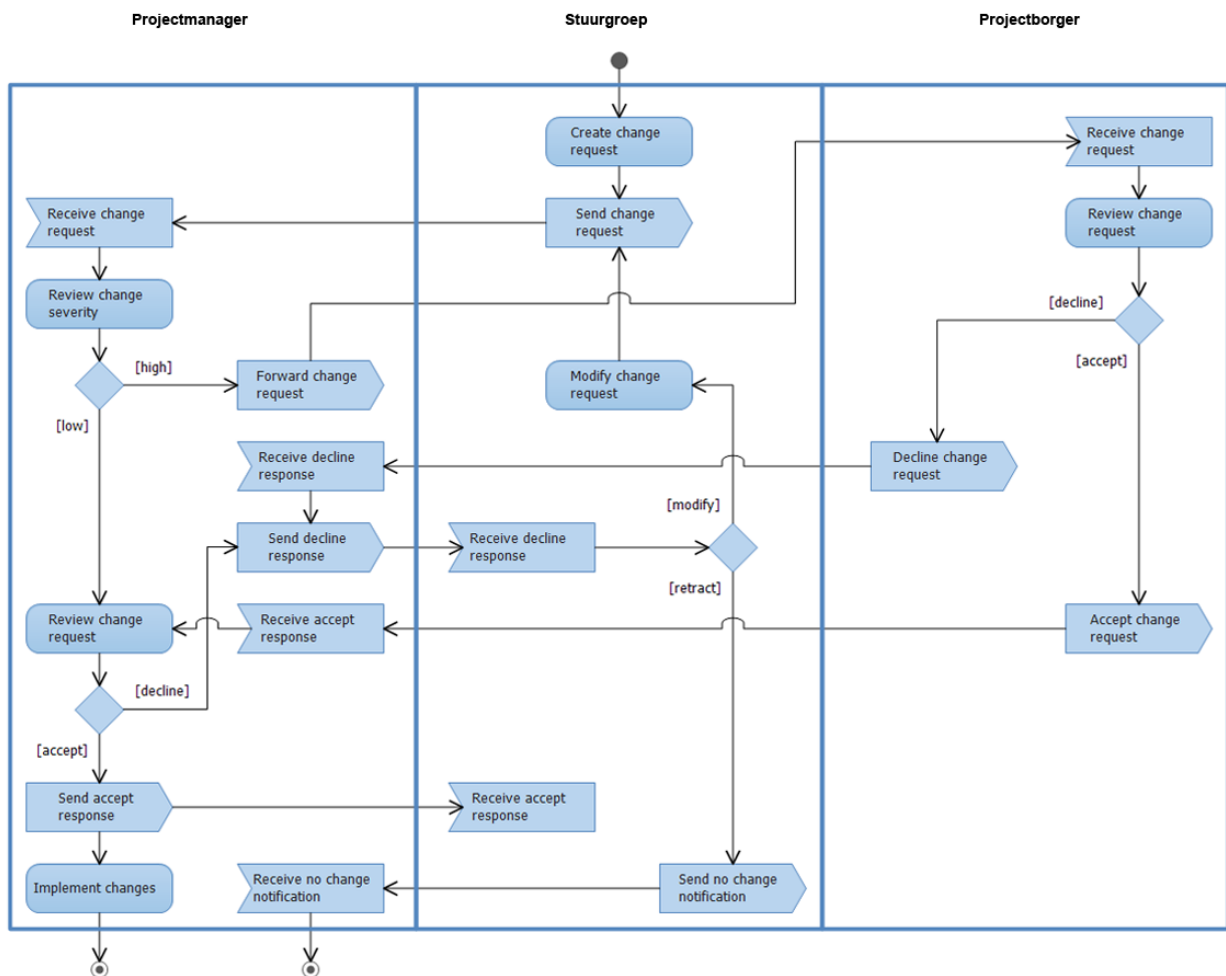 Projectmanager
Stuurgroep
Projectborger
Create change
request
Receive change
request
Receive change
request
Send change
request
Review change
request
Review change
severity
[decline]
[high]
[accept]
Forward change
request
Modify change
request
[low]
Receive decline
response
Decline change
request
[modify]
Send decline
response
Receive decline
response
[retract]
Review change
request
Receive accept
response
Accept change
request
[decline]
[accept]
Send accept
response
Receive accept
response
Implement changes
Receive no change
notification
Send no change
notification